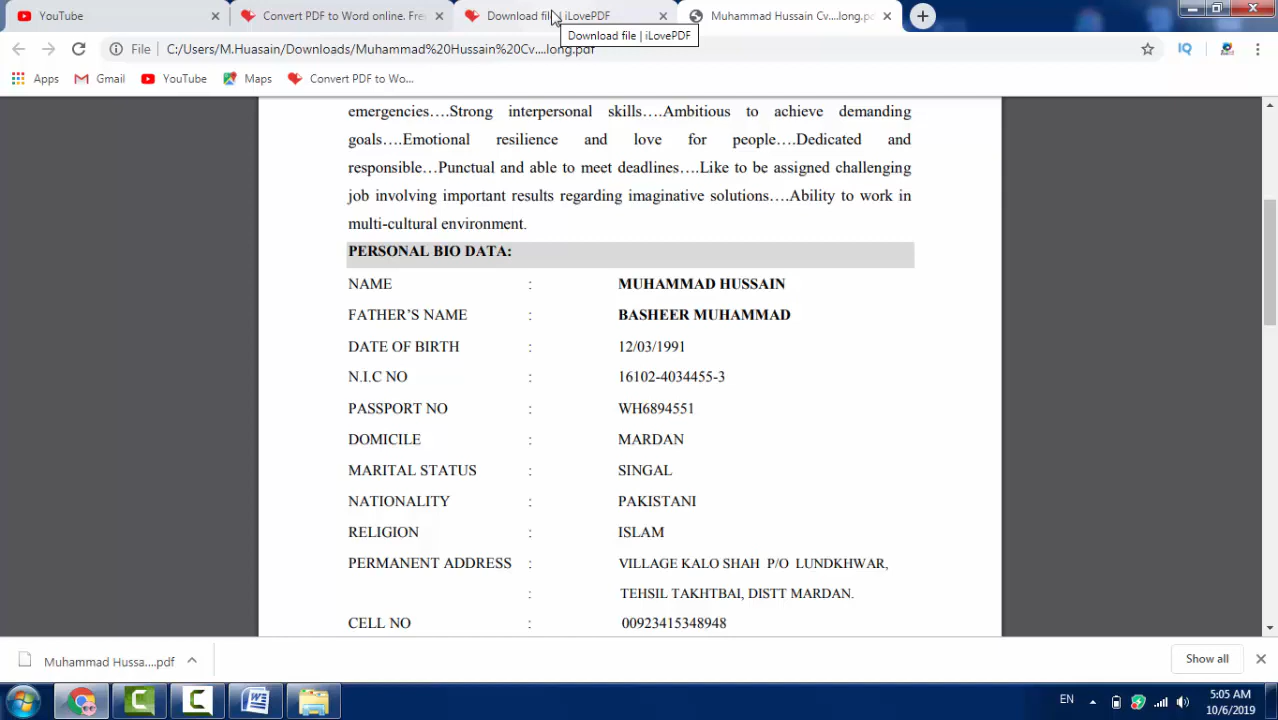 YouTube
Convert PDF to Word online. Fre
Download fil | iLovePDF
Muhammad Hussain Cv....long.pd
Download file | iLovePDF
File
C:/Users/M.Huasain/Downloads/Muhammad%20Hussain%20Cv....long.pdf
Apps
Gmail
YouTube
Maps
Convert PDF to Wo...
emergencies….Strong interpersonal skills….Ambitious to achieve demanding
goals….Emotional resilience and love for people….Dedicated and
responsible…Punctual and able to meet deadlines….Like to be assigned challenging
job involving important results regarding imaginative solutions….Ability to work in
multi-cultural environment.
PERSONAL BIO DATA:
NAME : MUHAMMAD HUSSAIN
FATHER'S NAME : BASHEER MUHAMMAD
DATE OF BIRTH : 12/03/1991
N.I.C NO : 16102-4034455-3
PASSPORT NO : WH6894551
DOMICILE : MARDAN
MARITAL STATUS : SINGAL
NATIONALITY : PAKISTANI
RELIGION : ISLAM
PERMANENT ADDRESS : VILLAGE KALO SHAH P/O LUNDKHWAR,
: TEHSIL TAKHTBAI, DISTT MARDAN.
CELL NO : 00923415348948
Muhammad Hussa....pdf
Show all
EN
5:05 AM
10/6/2019